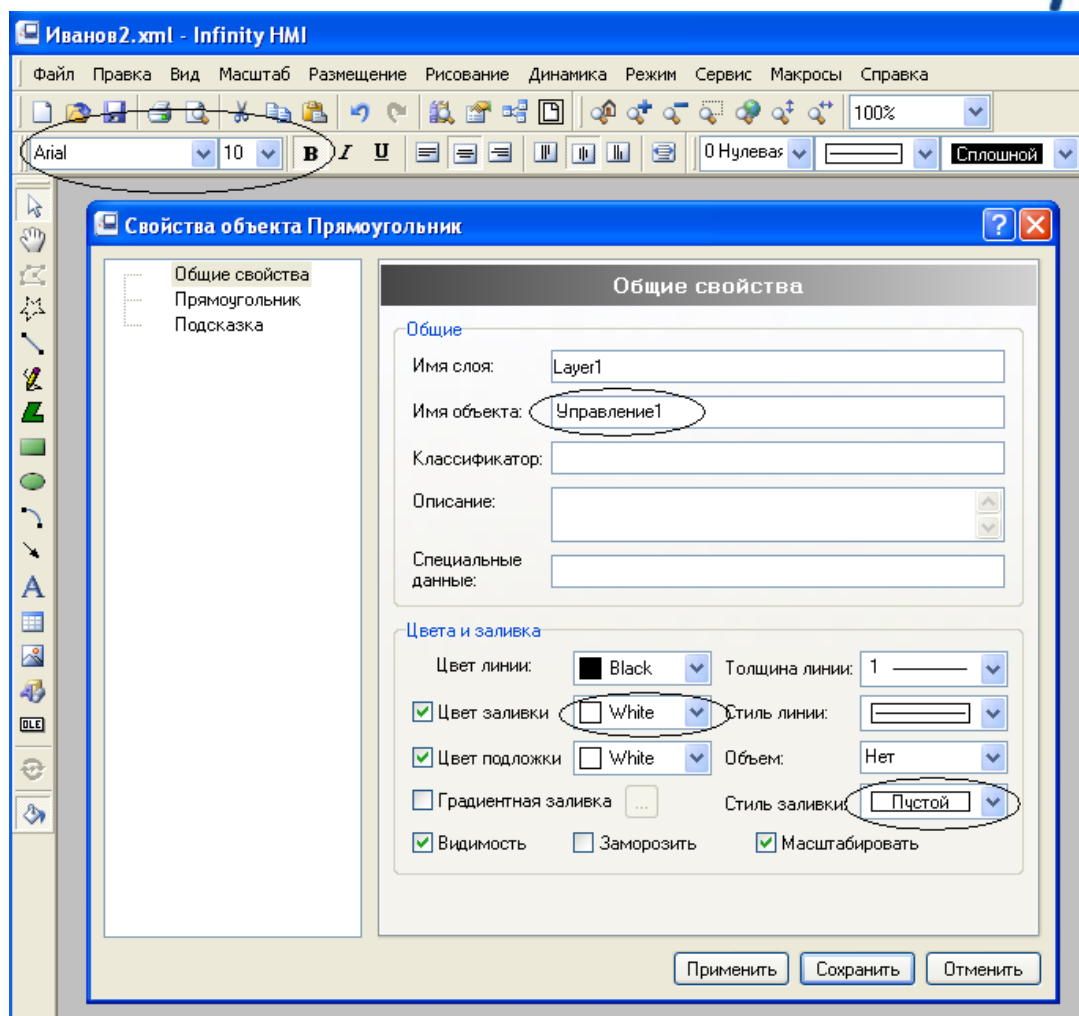 Иванов2.xml - Infinity HMI
Файл Правка Вид Масштаб Размещение Рисование Динамика Режим Сервис Макросы Справка
100%
Arial 10 B I U 0 Нулевая Сплошной
Свойства объекта Прямоугольник
Общие свойства
Прямоугольник
Подсказка
Общие свойства
Общие
Имя слоя: Layer1
Имя объекта: Управление1
Классификатор:
Описание:
Специальные
данные:
Цвета и заливка
Цвет линии: Black Толщина линии: 1
Цвет заливки White Стиль линии:
Цвет подложки White Объем: Нет
Градиентная заливка ... Стиль заливки: Пустой
Видимость Заморозить Масштабировать
Применить Сохранить Отменить
A
OLE